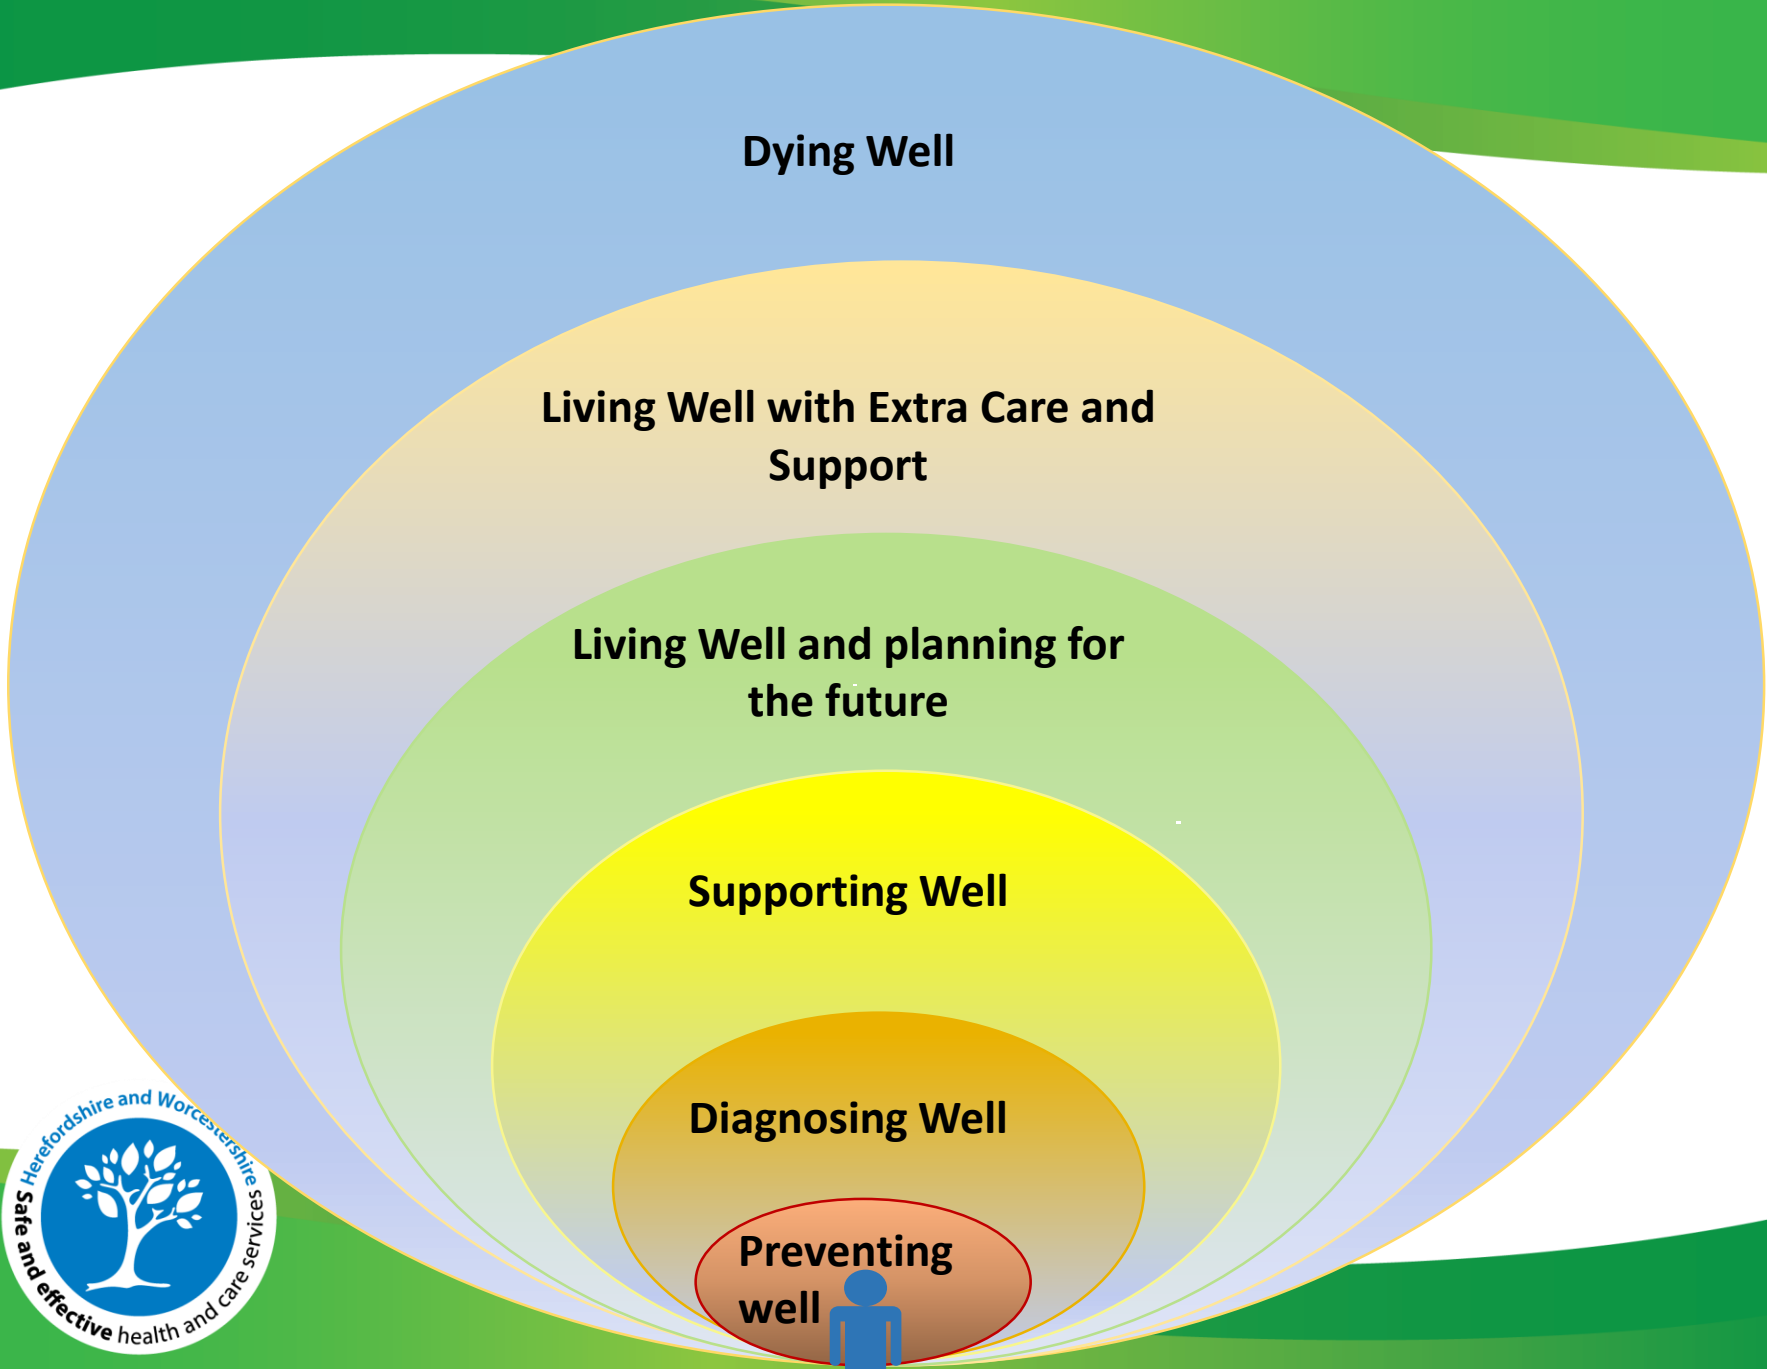 Dying Well
Living Well with Extra Care and
Support
Living Well and planning for
the future
Supporting Well
Diagnosing Well
Preventing
well
Herefordshire and Worcestershire
Safe and effective health and care services